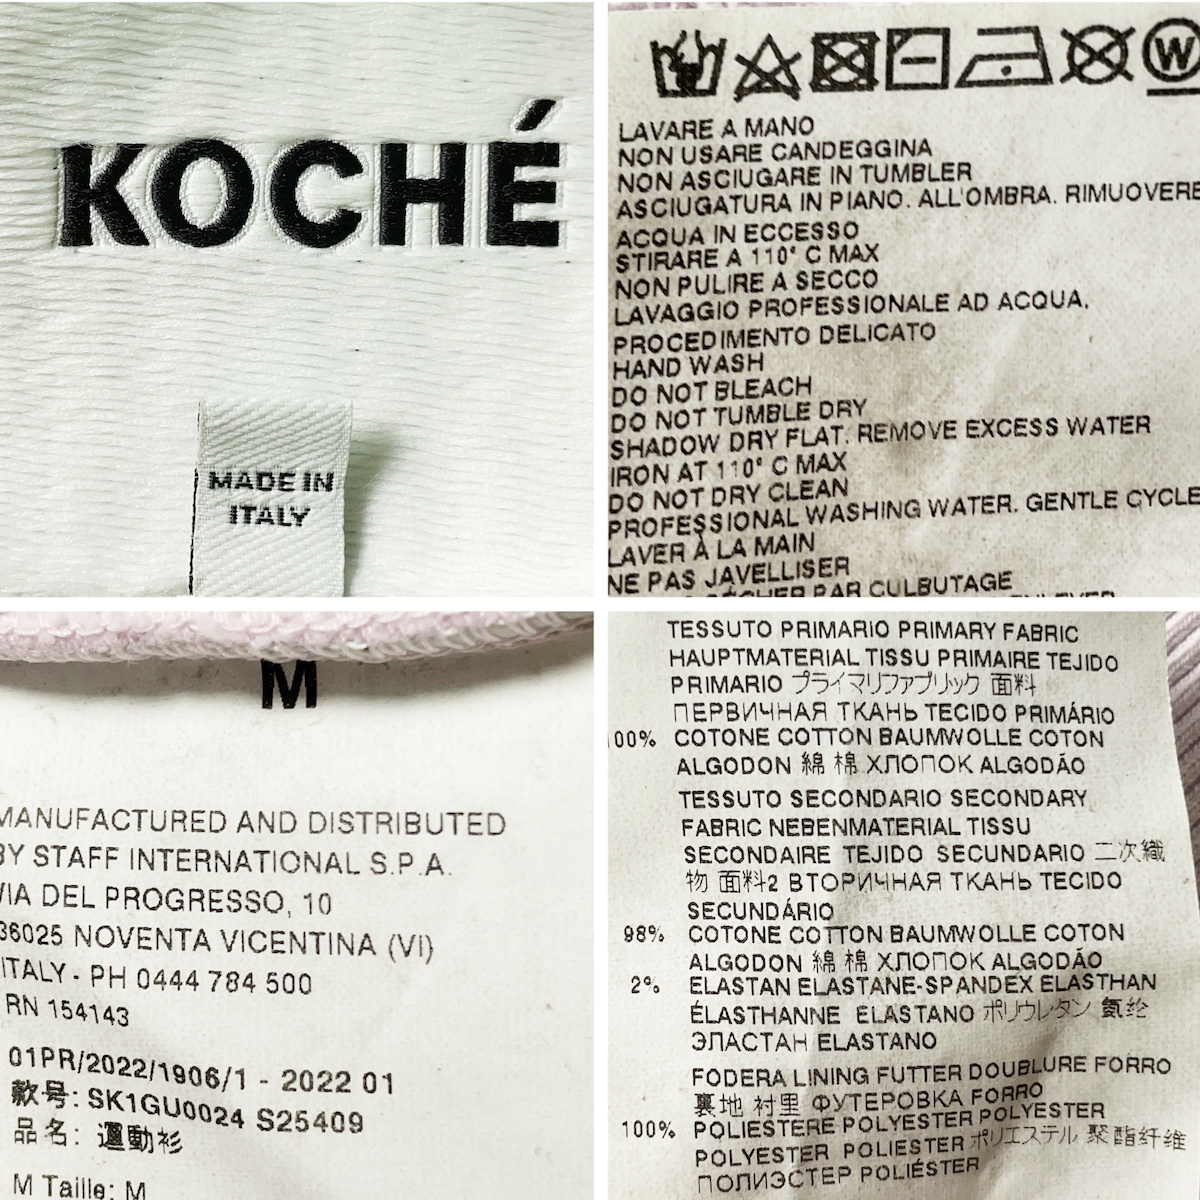 KOCHÉ
MADE IN
ITALY
W
LAVARE A MANO
NON USARE CANDEGGINA
NON ASCIUGARE IN TUMBLER
ASCIUGATURA IN PIANO. ALL'OMBRA. RIMUOVERE
ACQUA IN ECCESSO
STIRARE A 110° C MAX
NON PULIRE A SECCO
LAVAGGIO PROFESSIONALE AD ACQUA.
PROCEDIMENTO DELICATO
HAND WASH
DO NOT BLEACH
DO NOT TUMBLE DRY
SHADOW DRY FLAT. REMOVE EXCESS WATER
IRON AT 110° C MAX
DO NOT DRY CLEAN
PROFESSIONAL WASHING WATER. GENTLE CYCLE
LAVER À LA MAIN
NE PAS JAVELLISER
SÉCHER PAR CULBUTAGE
M
MANUFACTURED AND DISTRIBUTED
BY STAFF INTERNATIONAL S.P.A.
VIA DEL PROGRESSO, 10
36025 NOVENTA VICENTINA (VI)
ITALY - PH 0444 784 500
RN 154143
01PR/2022/1906/1 - 2022 01
款号: SK1GU0024 S25409
品名: 運動衫
M Taille: M
TESSUTO PRIMARIO PRIMARY FABRIC
HAUPTMATERIAL TISSU PRIMAIRE TEJIDO
PRIMARIO プライマリファブリック 面料
ПЕРВИЧНАЯ ТКАНЬ TECIDO PRIMÁRIO
00% COTONE COTTON BAUMWOLLE COTON
ALGODON 綿 棉 ХЛОПОК ALGODÃO
TESSUTO SECONDARIO SECONDARY
FABRIC NEBENMATERIAL TISSU
SECONDAIRE TEJIDO SECUNDARIO 二次織
物 面料2 ВТОРИЧНАЯ ТКАНЬ TECIDO
SECUNDÁRIO
98% COTONE COTTON BAUMWOLLE COTON
ALGODON 綿 棉 ХЛОПОК ALGODÃO
2% ELASTAN ELASTANE-SPANDEX ELASTHAN
ÉLASTHANNE ELASTANO ポリウレタン 氨纶
ЭЛАСТАН ELASTANO
FODERA LINING FUTTER DOUBLURE FORRO
裏地 衬里 ФУТЕРОВКА FORRO
100% POLIESTERE POLYESTER POLYESTER
POLYESTER POLIESTER ポリエステル 聚酯纤维
ПОЛИЭСТЕР POLIÉSTER